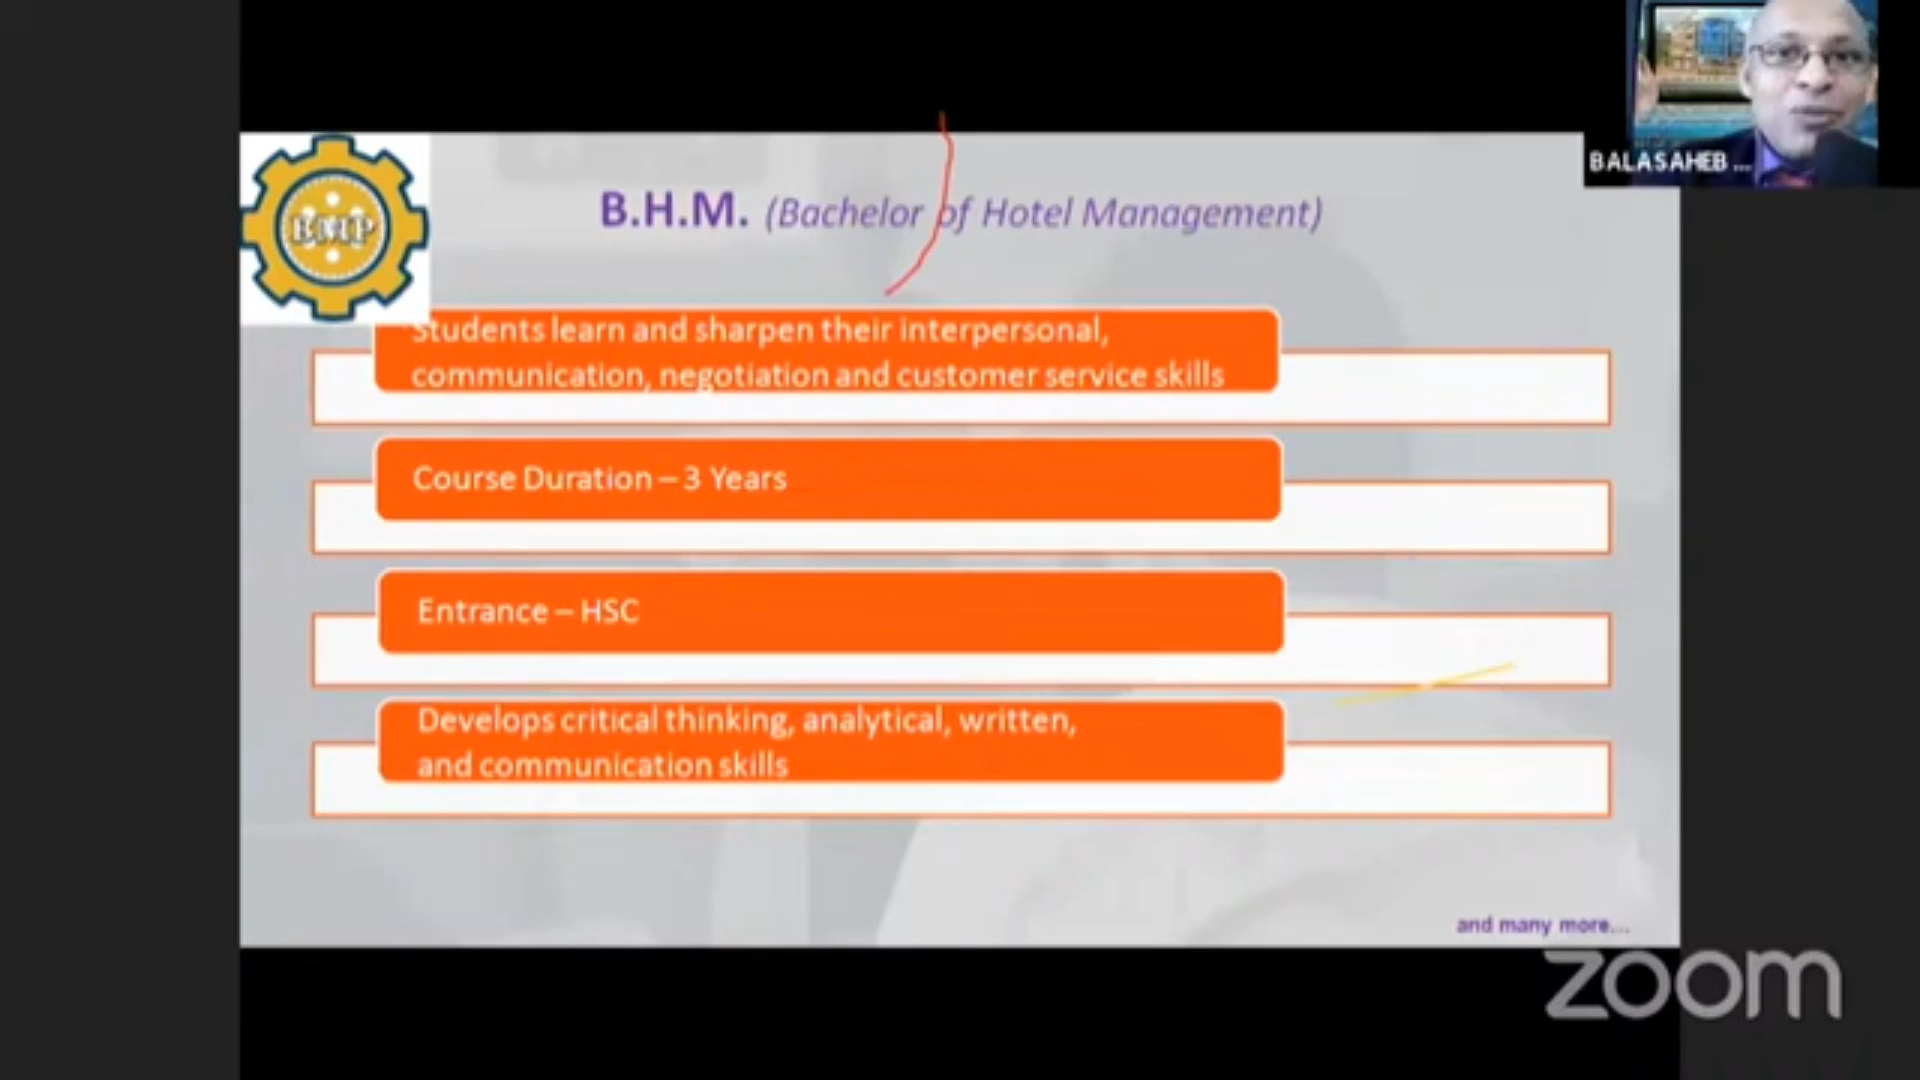 BALASAHEB ...
BMP
B.H.M. (Bachelor of Hotel Management)
Students learn and sharpen their interpersonal,
communication, negotiation and customer service skills
Course Duration – 3 Years
Entrance – HSC
Develops critical thinking, analytical, written,
and communication skills
and many more...
zoom